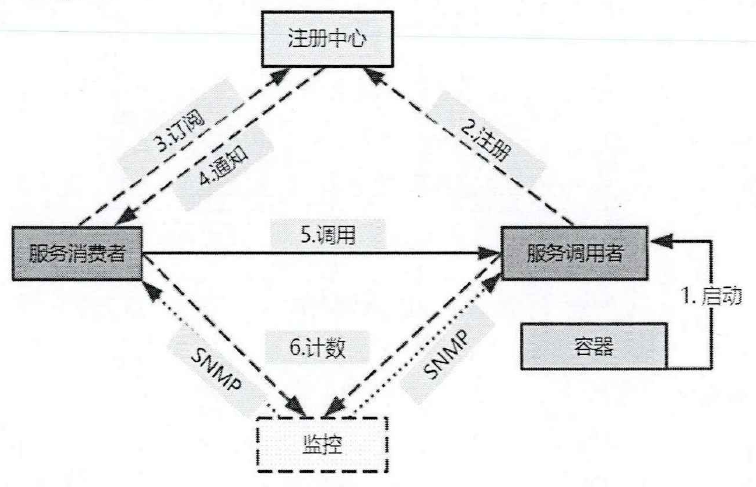 注册中心
3.订阅
4.通知
2.注册
服务消费者
5.调用
服务调用者
1. 启动
容器
6.计数
SNMP
SNMP
监控